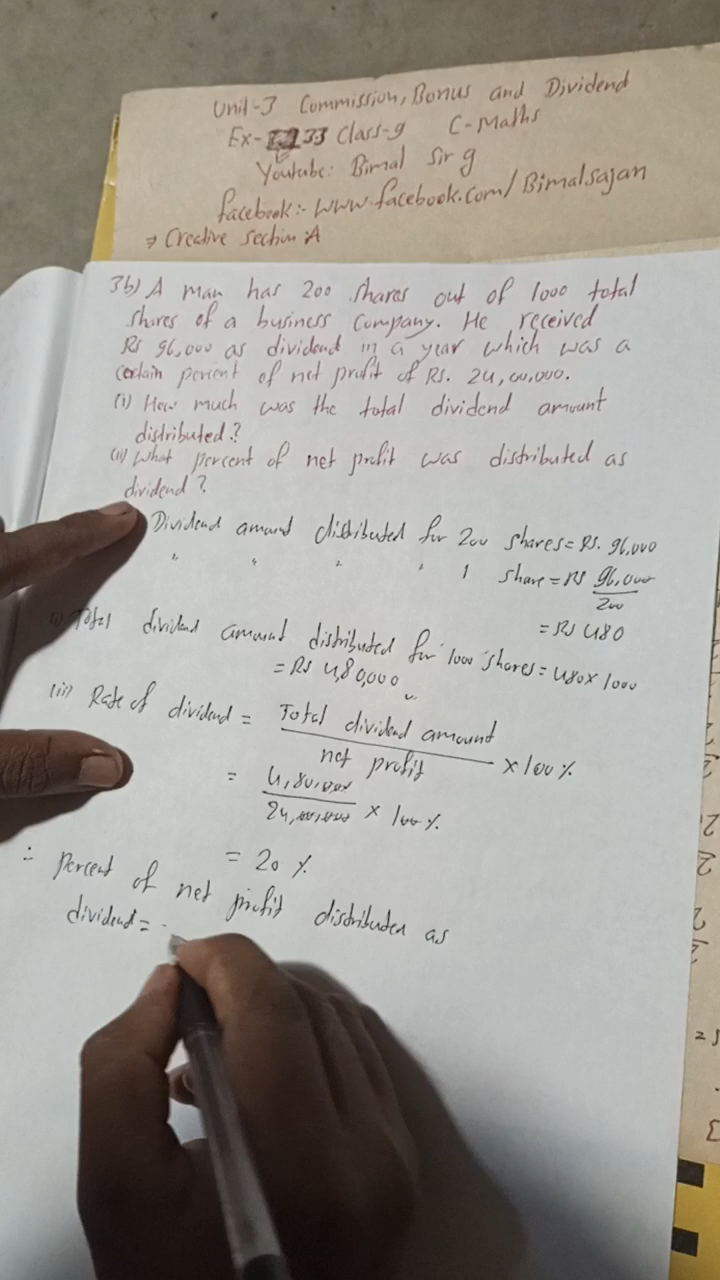 Unit-3 Commission, Bonus and Dividend
Ex- 33 Class-9 C-Maths
Youtube: Bimal Sir g
facebook:- www.facebook.com/Bimalsajan
⇒ Creative section :A
3b) A man has 200 shares out of 1000 total
shares of a business company. He received
RS 96,000 as dividend in a year which was a
certain percent of net profit of RS. 24,00,000.
(i) How much was the total dividend amount
distributed?
(ii) What percent of net profit was distributed as
dividend?
Dividend amount distributed for 200 shares = RS. 96,000
" " " " 1 share = RS 96,000
200
= RS 480
Total dividend amount distributed for 1000 shares = 480 x 1000
= RS 4,80,000
(ii) Rate of dividend = Total dividend amount
net profit x 100 %
= 4,80,000
24,00,000 x 100 %
= 20 %
∴ percent of net profit distributed as
dividend =